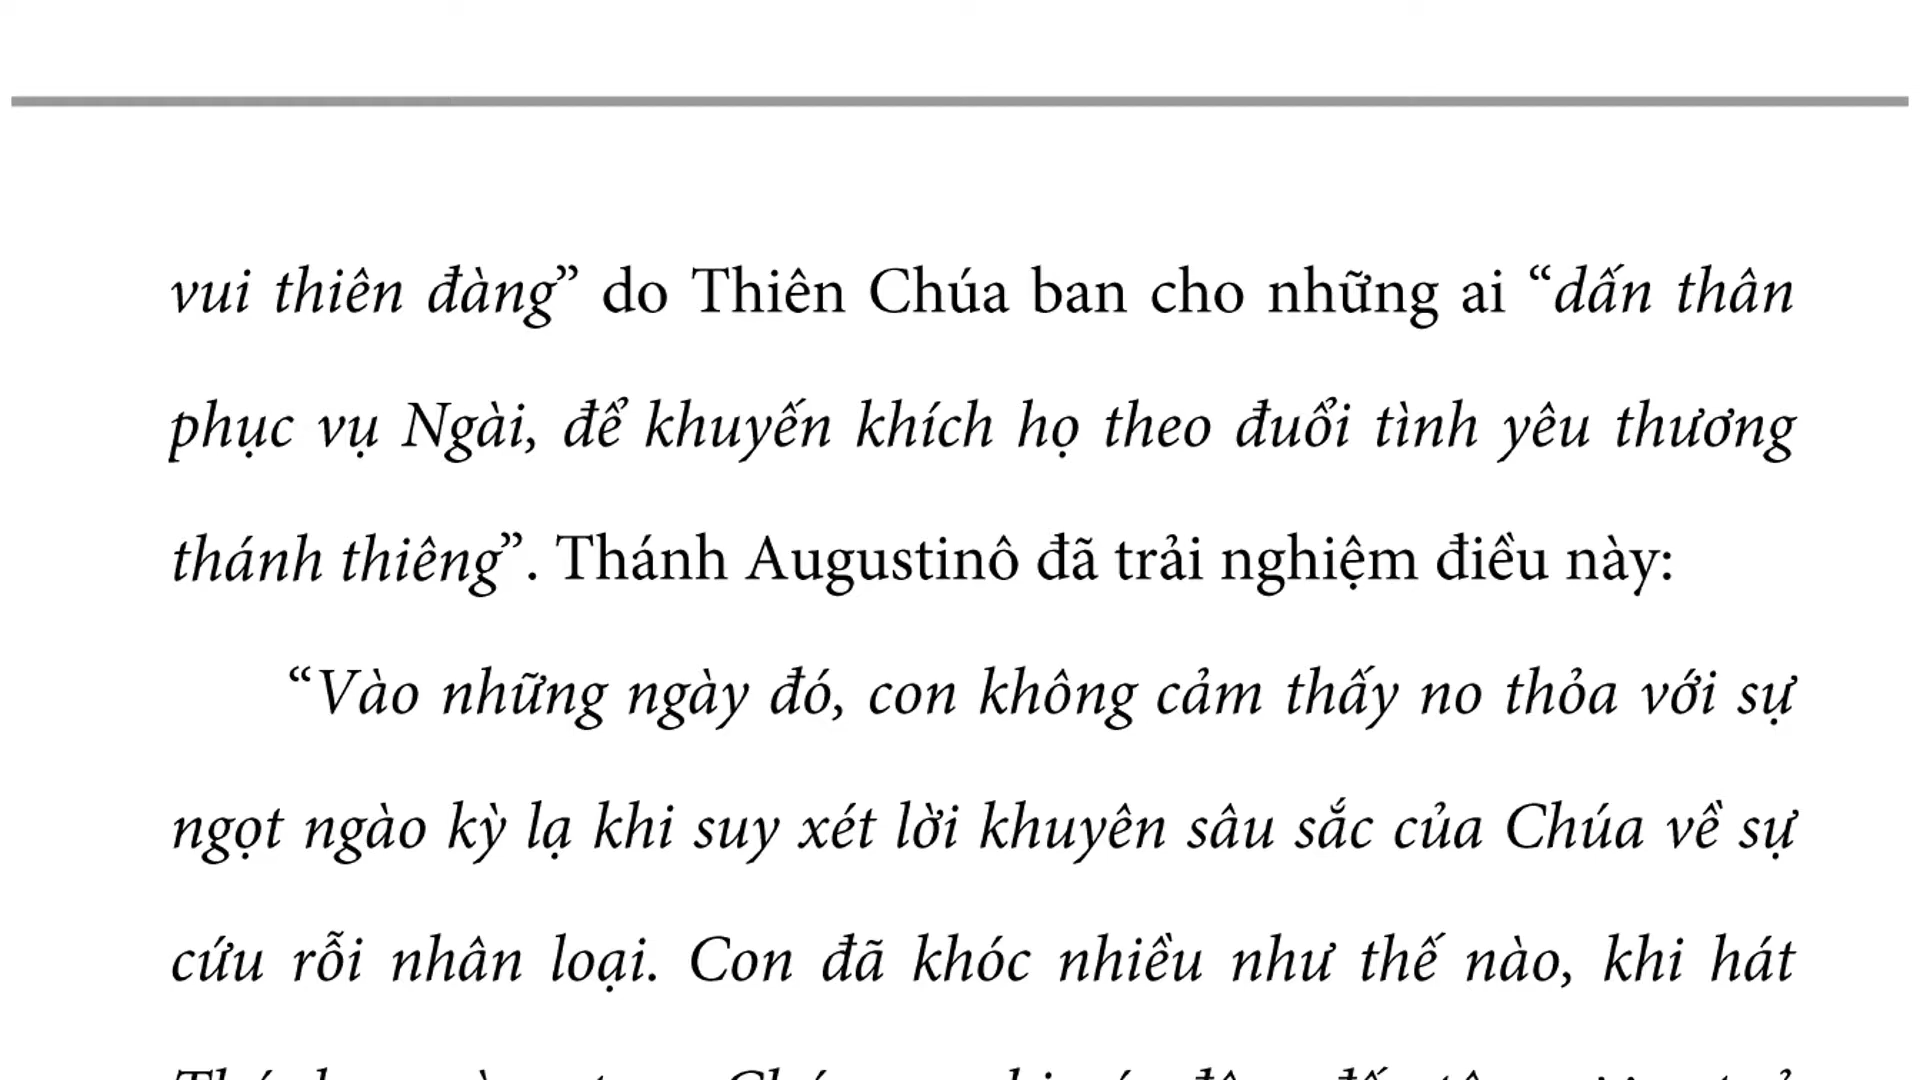 vui thiên đàng” do Thiên Chúa ban cho những ai “dấn thân
phục vụ Ngài, để khuyến khích họ theo đuổi tình yêu thương
thánh thiêng”. Thánh Augustinô đã trải nghiệm điều này:
“Vào những ngày đó, con không cảm thấy no thỏa với sự
ngọt ngào kỳ lạ khi suy xét lời khuyên sâu sắc của Chúa về sự
cứu rỗi nhân loại. Con đã khóc nhiều như thế nào, khi hát